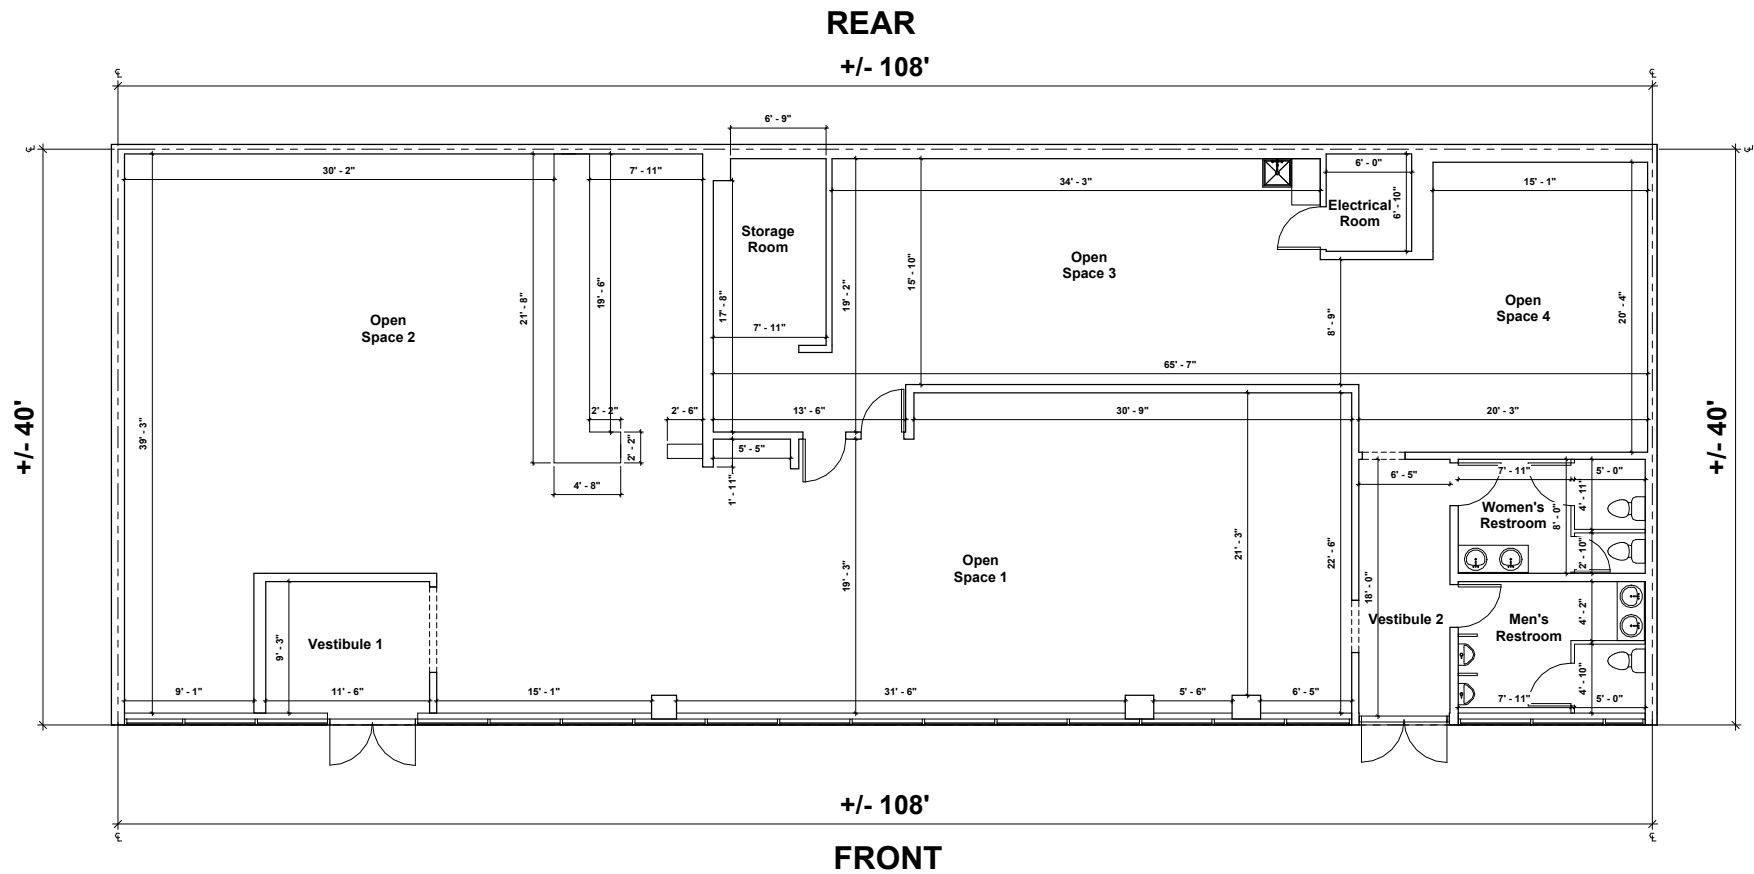 REAR
+/- 108'
6' - 9"
30' - 2"
7' - 11"
34' - 3"
6' - 0"
15' - 1"
Electrical
Room
6' - 10"
Storage
Room
Open
Space 3
15' - 10"
19' - 2"
17' - 8"
19' - 6"
21' - 8"
Open
Space 2
7' - 11"
8' - 9"
Open
Space 4
20' - 4"
65' - 7"
+/- 40'
39' - 3"
2' - 2"
2' - 6"
13' - 6"
30' - 9"
20' - 3"
+/- 40'
2' - 2"
5' - 5"
4' - 8"
1' - 11"
6' - 5"
7' - 11"
5' - 0"
4' - 11"
Women's
Restroom
8' - 0"
2' - 10"
21' - 3"
22' - 6"
19' - 3"
Open
Space 1
18' - 0"
Vestibule 1
9' - 3"
Vestibule 2
Men's
Restroom
4' - 2"
4' - 10"
9' - 1"
11' - 6"
15' - 1"
31' - 6"
5' - 6"
6' - 5"
7' - 11"
5' - 0"
+/- 108'
FRONT